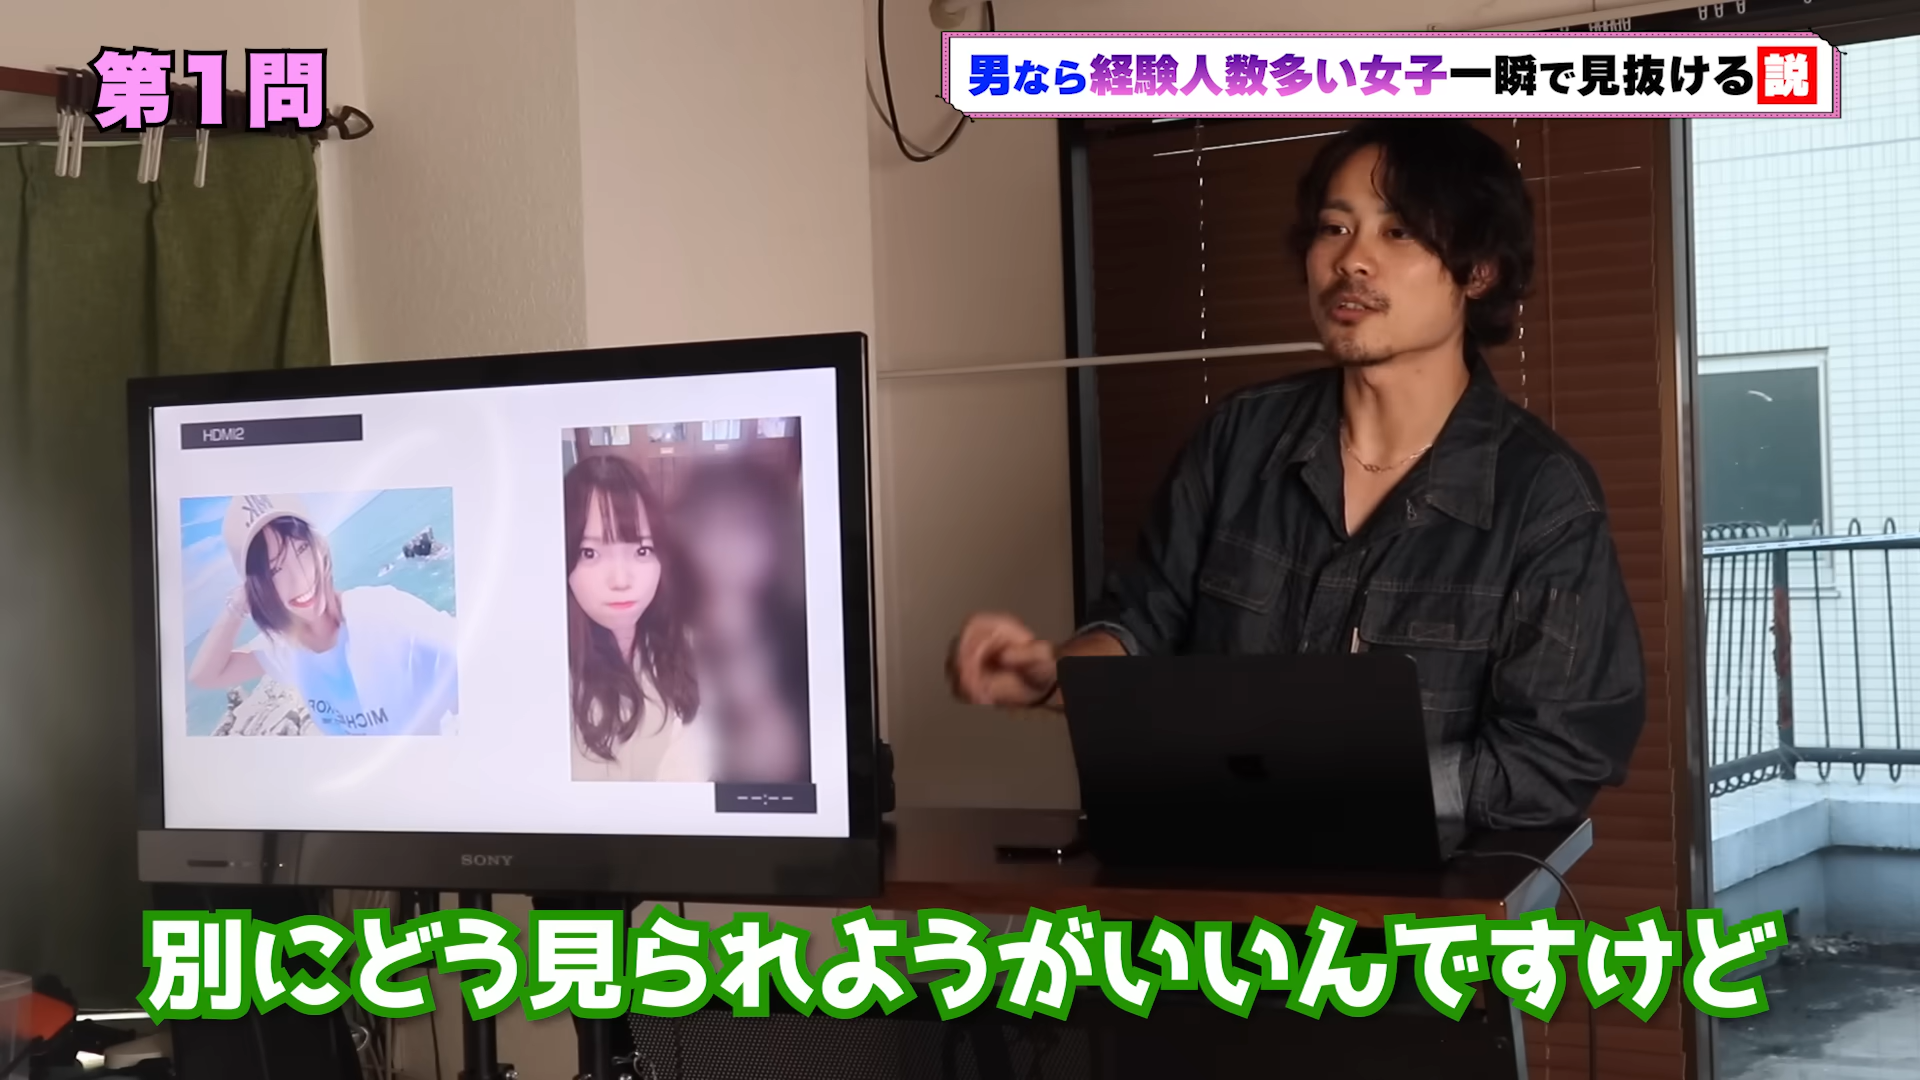 第1問
男なら経験人数多い女子一瞬で見抜ける説
HDMI2
MK.
--:--
SONY
別にどう見られようがいいんですけど